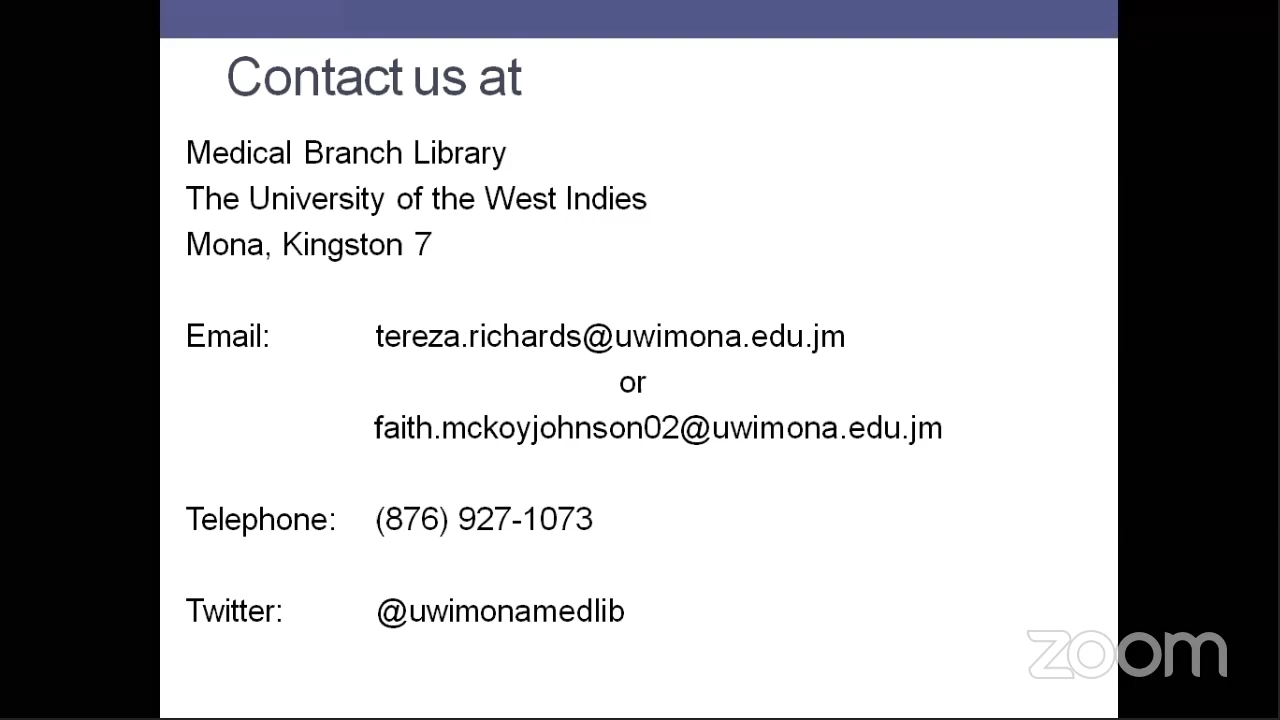 Contact us at
Medical Branch Library
The University of the West Indies
Mona, Kingston 7
Email: tereza.richards@uwimona.edu.jm
or
faith.mckoyjohnson02@uwimona.edu.jm
Telephone: (876) 927-1073
Twitter: @uwimonamedlib
zoom